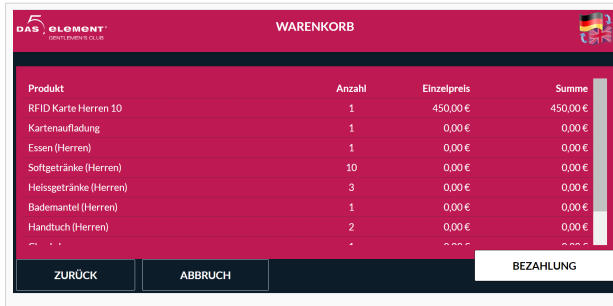 5
DAS ELEMENT
GENTLEMEN'S CLUB
WARENKORB
Produkt Anzahl Einzelpreis Summe
RFID Karte Herren 10 1 450,00 € 450,00 €
Kartenaufladung 1 0,00 € 0,00 €
Essen (Herren) 1 0,00 € 0,00 €
Softgetränke (Herren) 10 0,00 € 0,00 €
Heissgetränke (Herren) 3 0,00 € 0,00 €
Bademantel (Herren) 1 0,00 € 0,00 €
Handtuch (Herren) 2 0,00 € 0,00 €
ZURÜCK ABBRUCH BEZAHLUNG